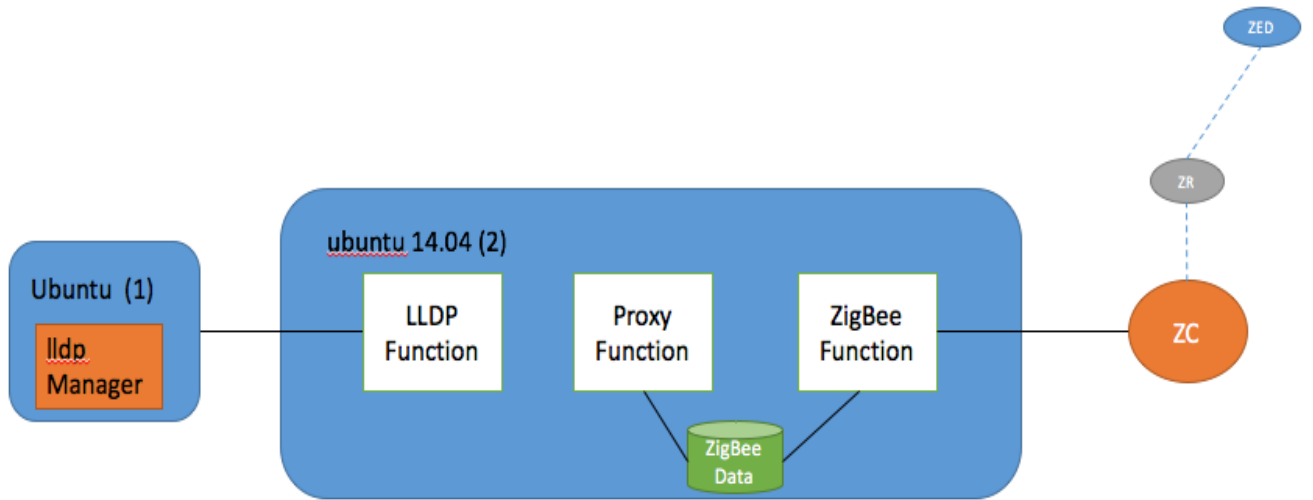 ZED
ZR
ubuntu 14.04 (2)
Ubuntu (1)
lldp
Manager
LLDP
Function
Proxy
Function
ZigBee
Function
ZC
ZigBee
Data